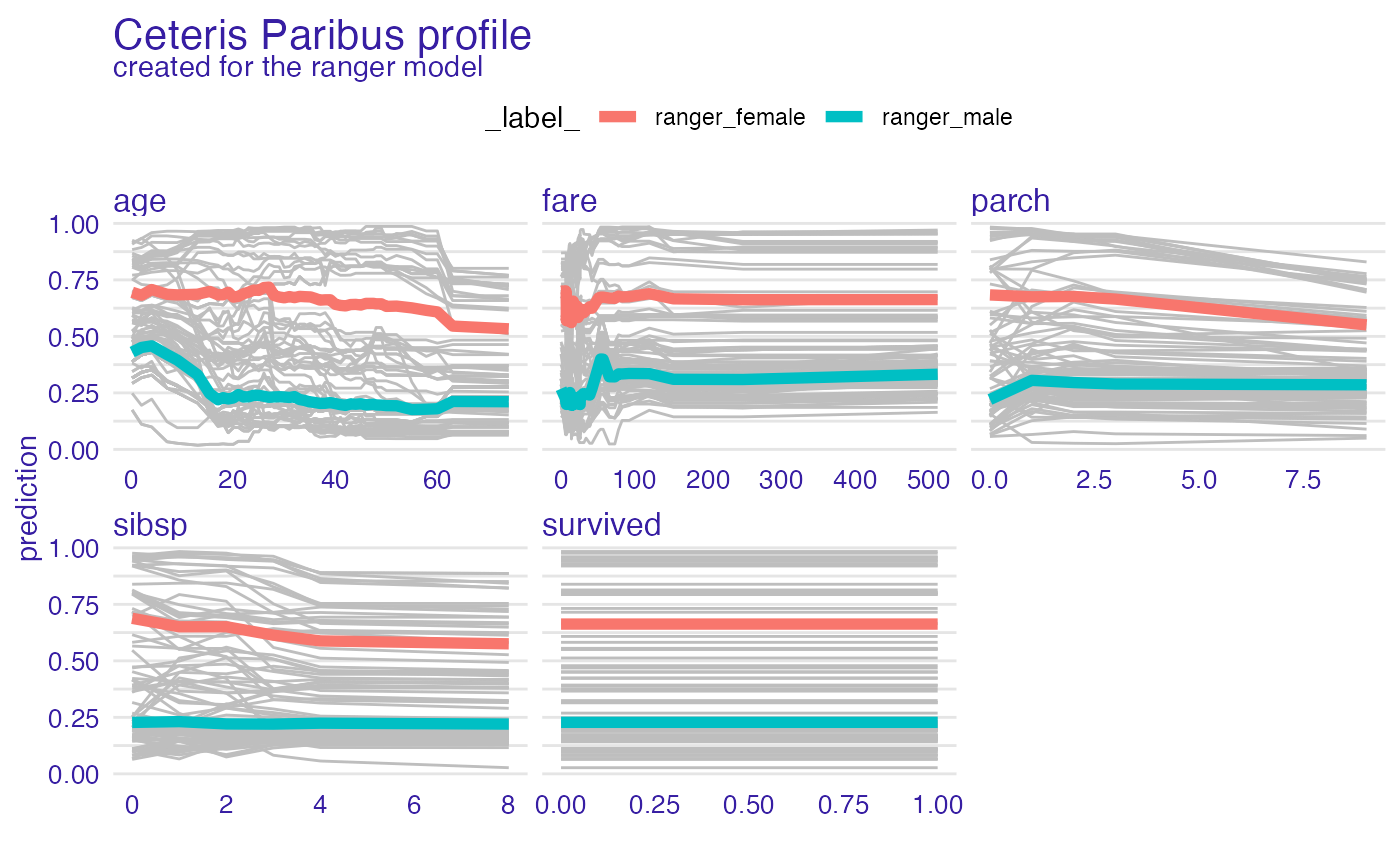 Ceteris Paribus profile
created for the ranger model
_label_ ranger_female ranger_male
age fare parch
1.00
0.75
0.50
0.25
0.00
0 20 40 60 0 100 200 300 400 500 0.0 2.5 5.0 7.5
prediction
sibsp survived
1.00
0.75
0.50
0.25
0.00
0 2 4 6 8 0.00 0.25 0.50 0.75 1.00